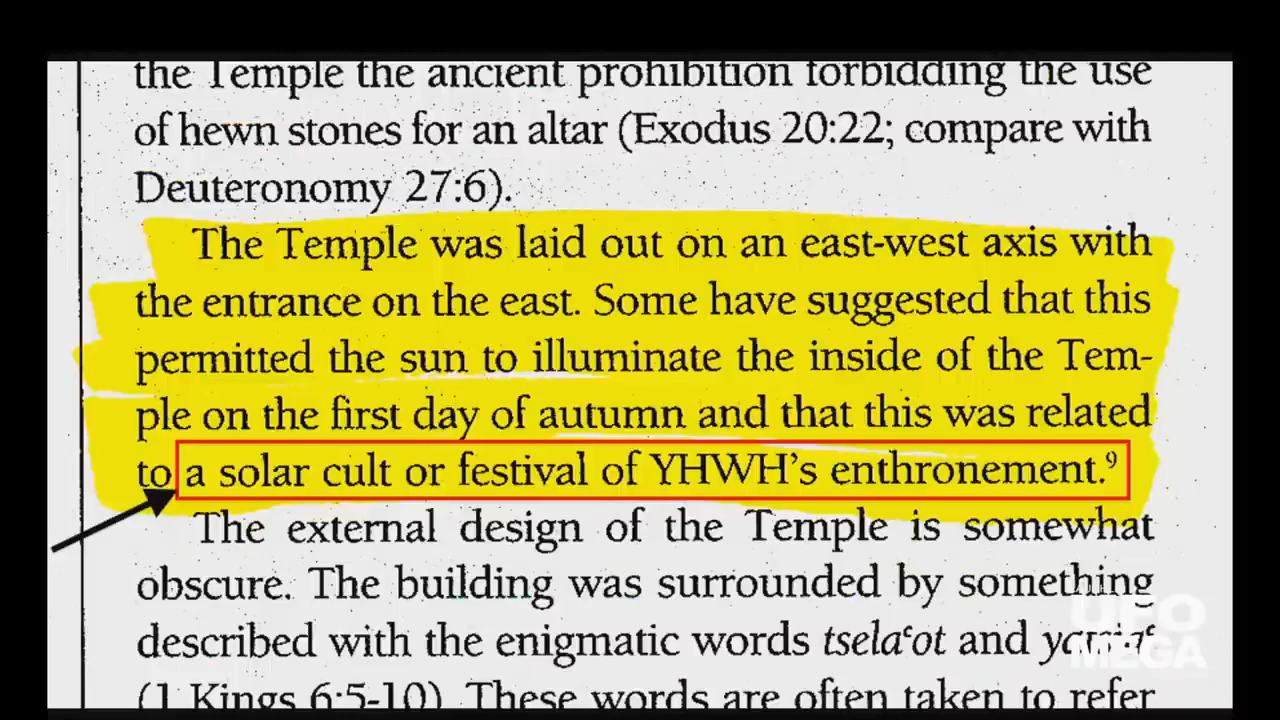 the Temple the ancient prohibition forbidding the use
of hewn stones for an altar (Exodus 20:22; compare with
Deuteronomy 27:6).
The Temple was laid out on an east-west axis with
the entrance on the east. Some have suggested that this
permitted the sun to illuminate the inside of the Tem-
ple on the first day of autumn and that this was related
to a solar cult or festival of YHWH’s enthronement.⁹
The external design of the Temple is somewhat
obscure. The building was surrounded by something
described with the enigmatic words tselaʿot and
(1 Kings 6:5-10). These words are often taken to refer
UFO
MEGA